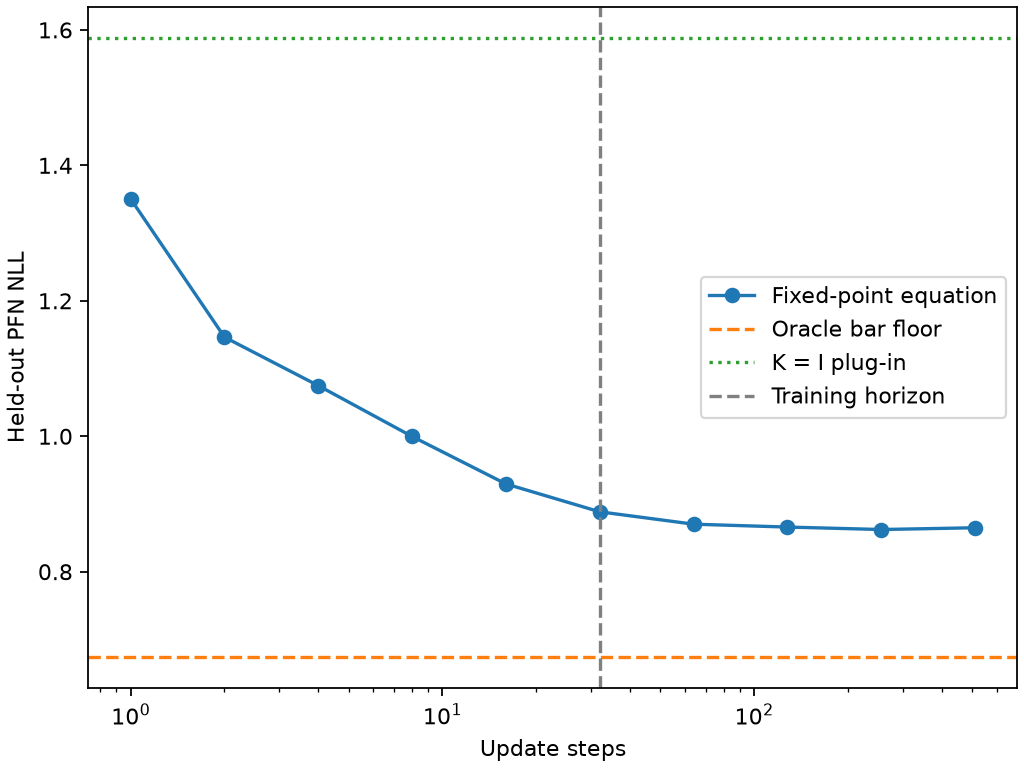 1.6
1.4
1.2
1.0
0.8
Held-out PFN NLL
Fixed-point equation
Oracle bar floor
K = I plug-in
Training horizon
10⁰
10¹
10²
Update steps